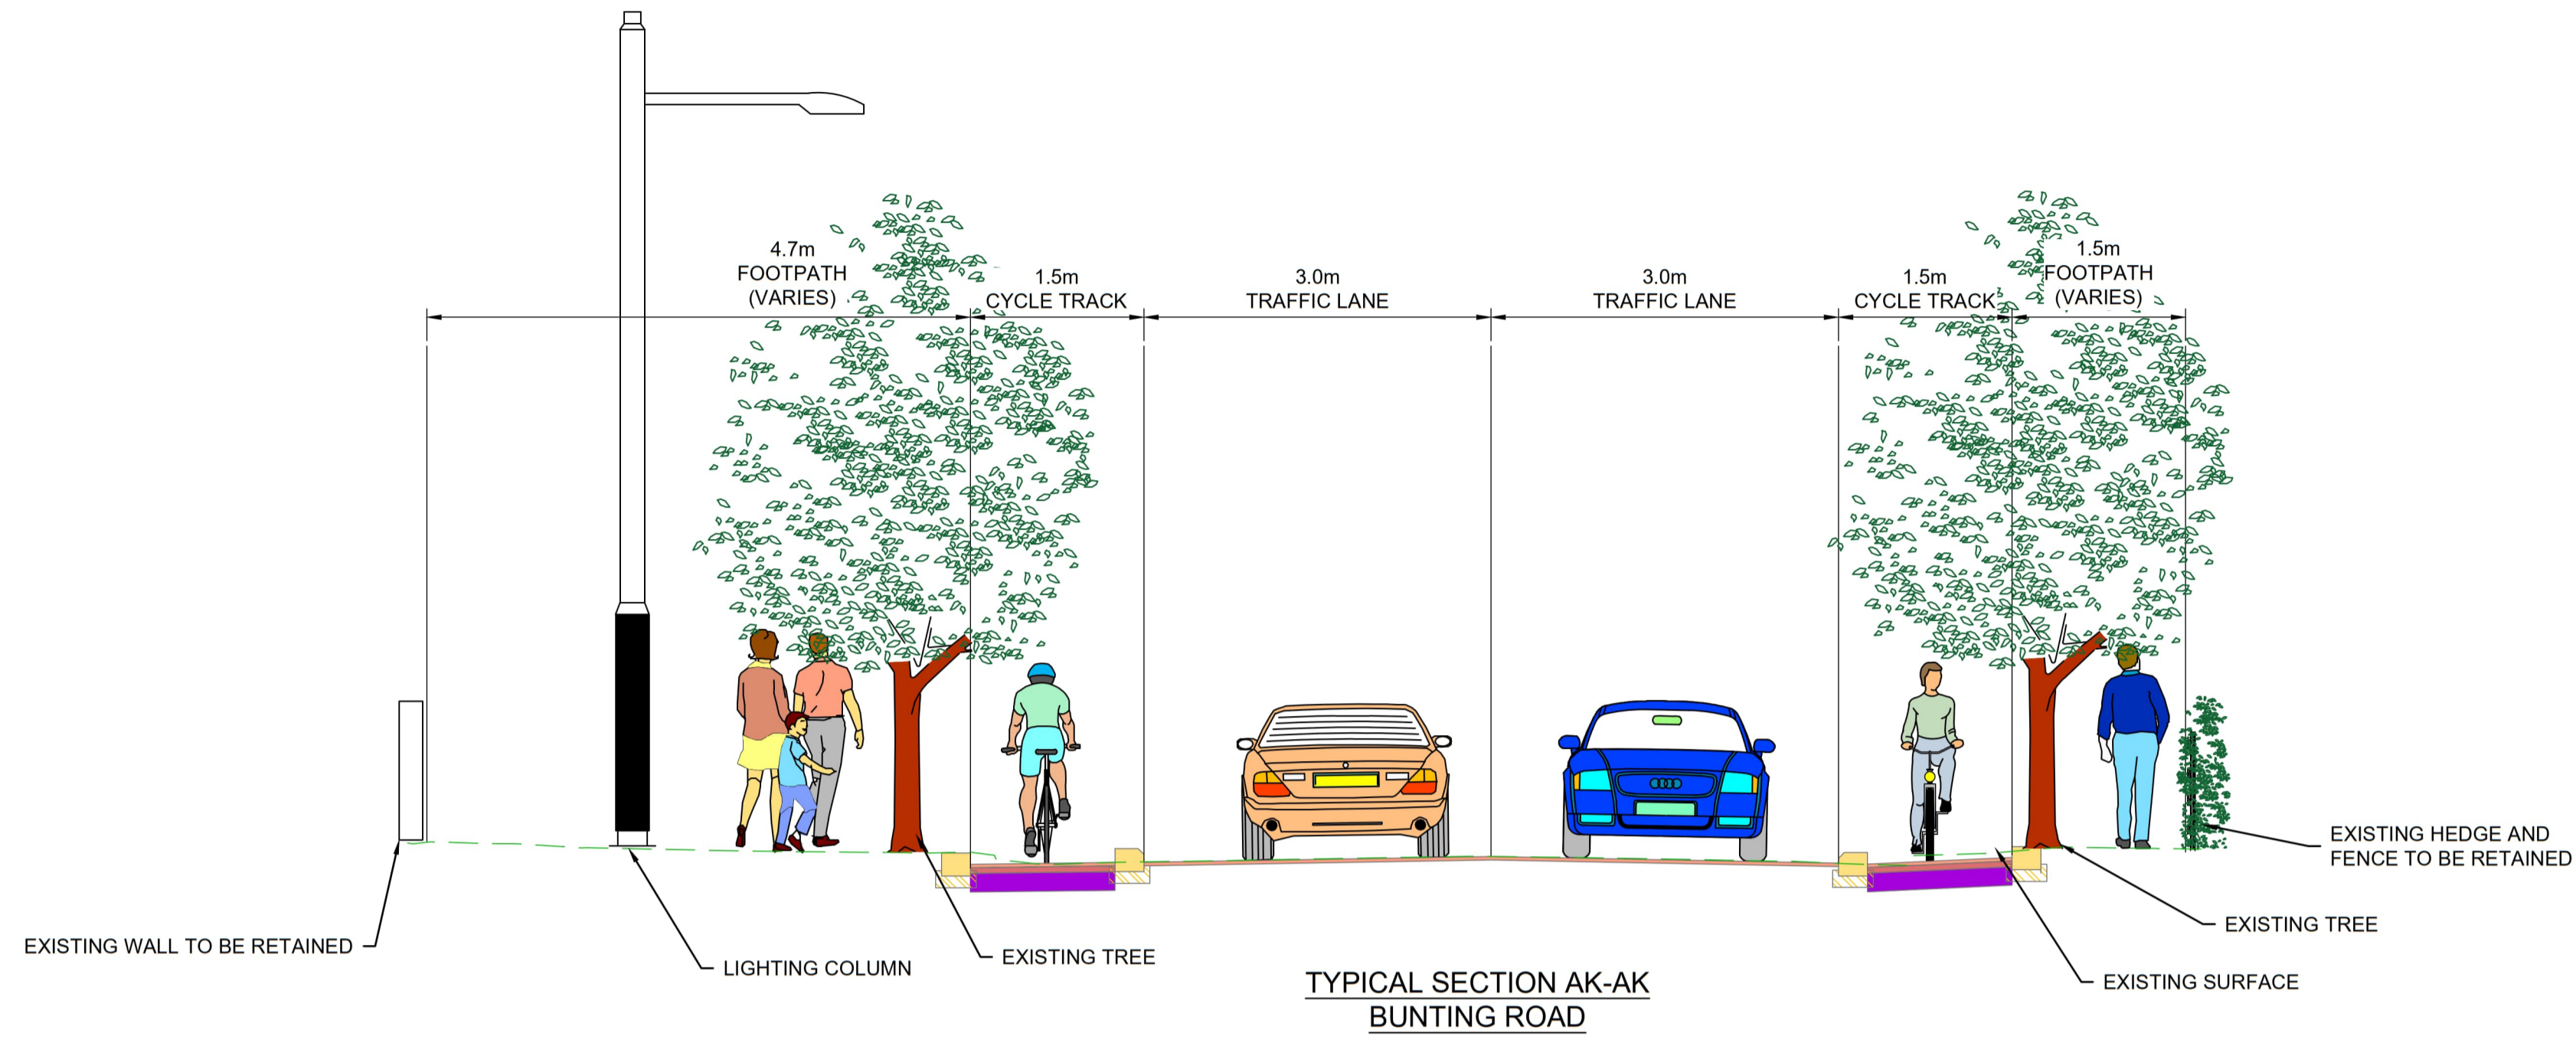 4.7m
FOOTPATH
(VARIES)
1.5m
CYCLE TRACK
3.0m
TRAFFIC LANE
3.0m
TRAFFIC LANE
1.5m
CYCLE TRACK
1.5m
FOOTPATH
(VARIES)
EXISTING HEDGE AND
FENCE TO BE RETAINED
EXISTING TREE
EXISTING SURFACE
EXISTING WALL TO BE RETAINED
LIGHTING COLUMN
EXISTING TREE
TYPICAL SECTION AK-AK
BUNTING ROAD